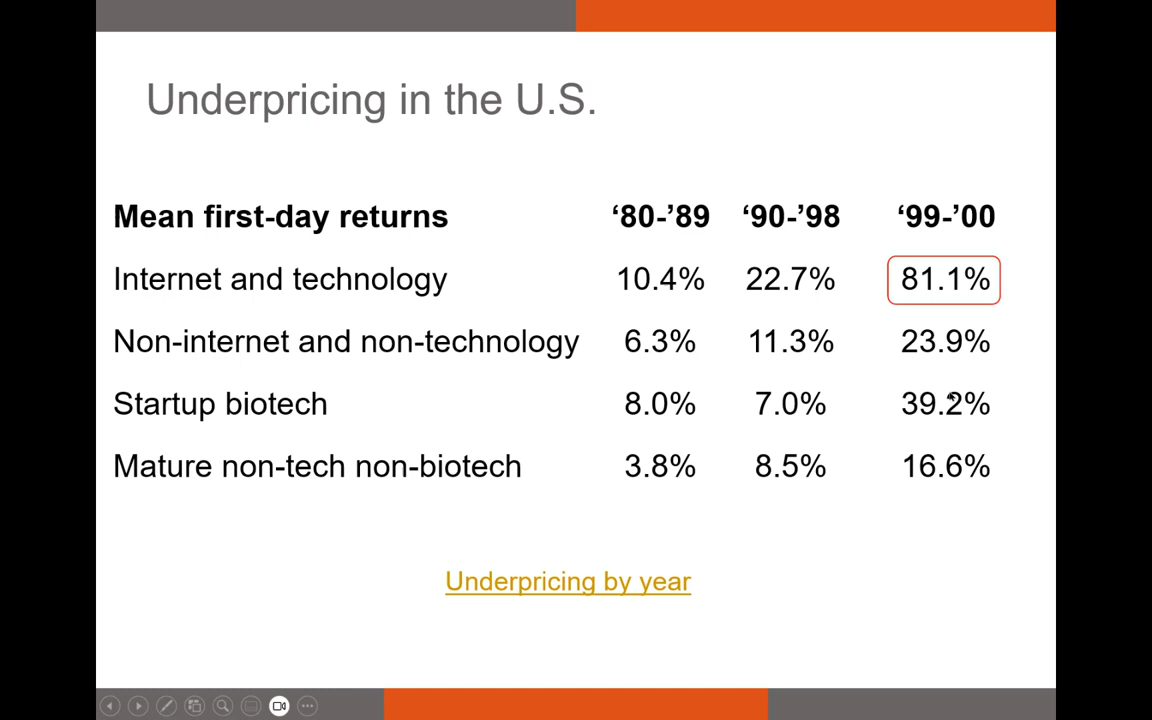 Underpricing in the U.S.
Mean first-day returns ‘80-’89 ‘90-’98 ‘99-’00
Internet and technology 10.4% 22.7% 81.1%
Non-internet and non-technology 6.3% 11.3% 23.9%
Startup biotech 8.0% 7.0% 39.2%
Mature non-tech non-biotech 3.8% 8.5% 16.6%
Underpricing by year